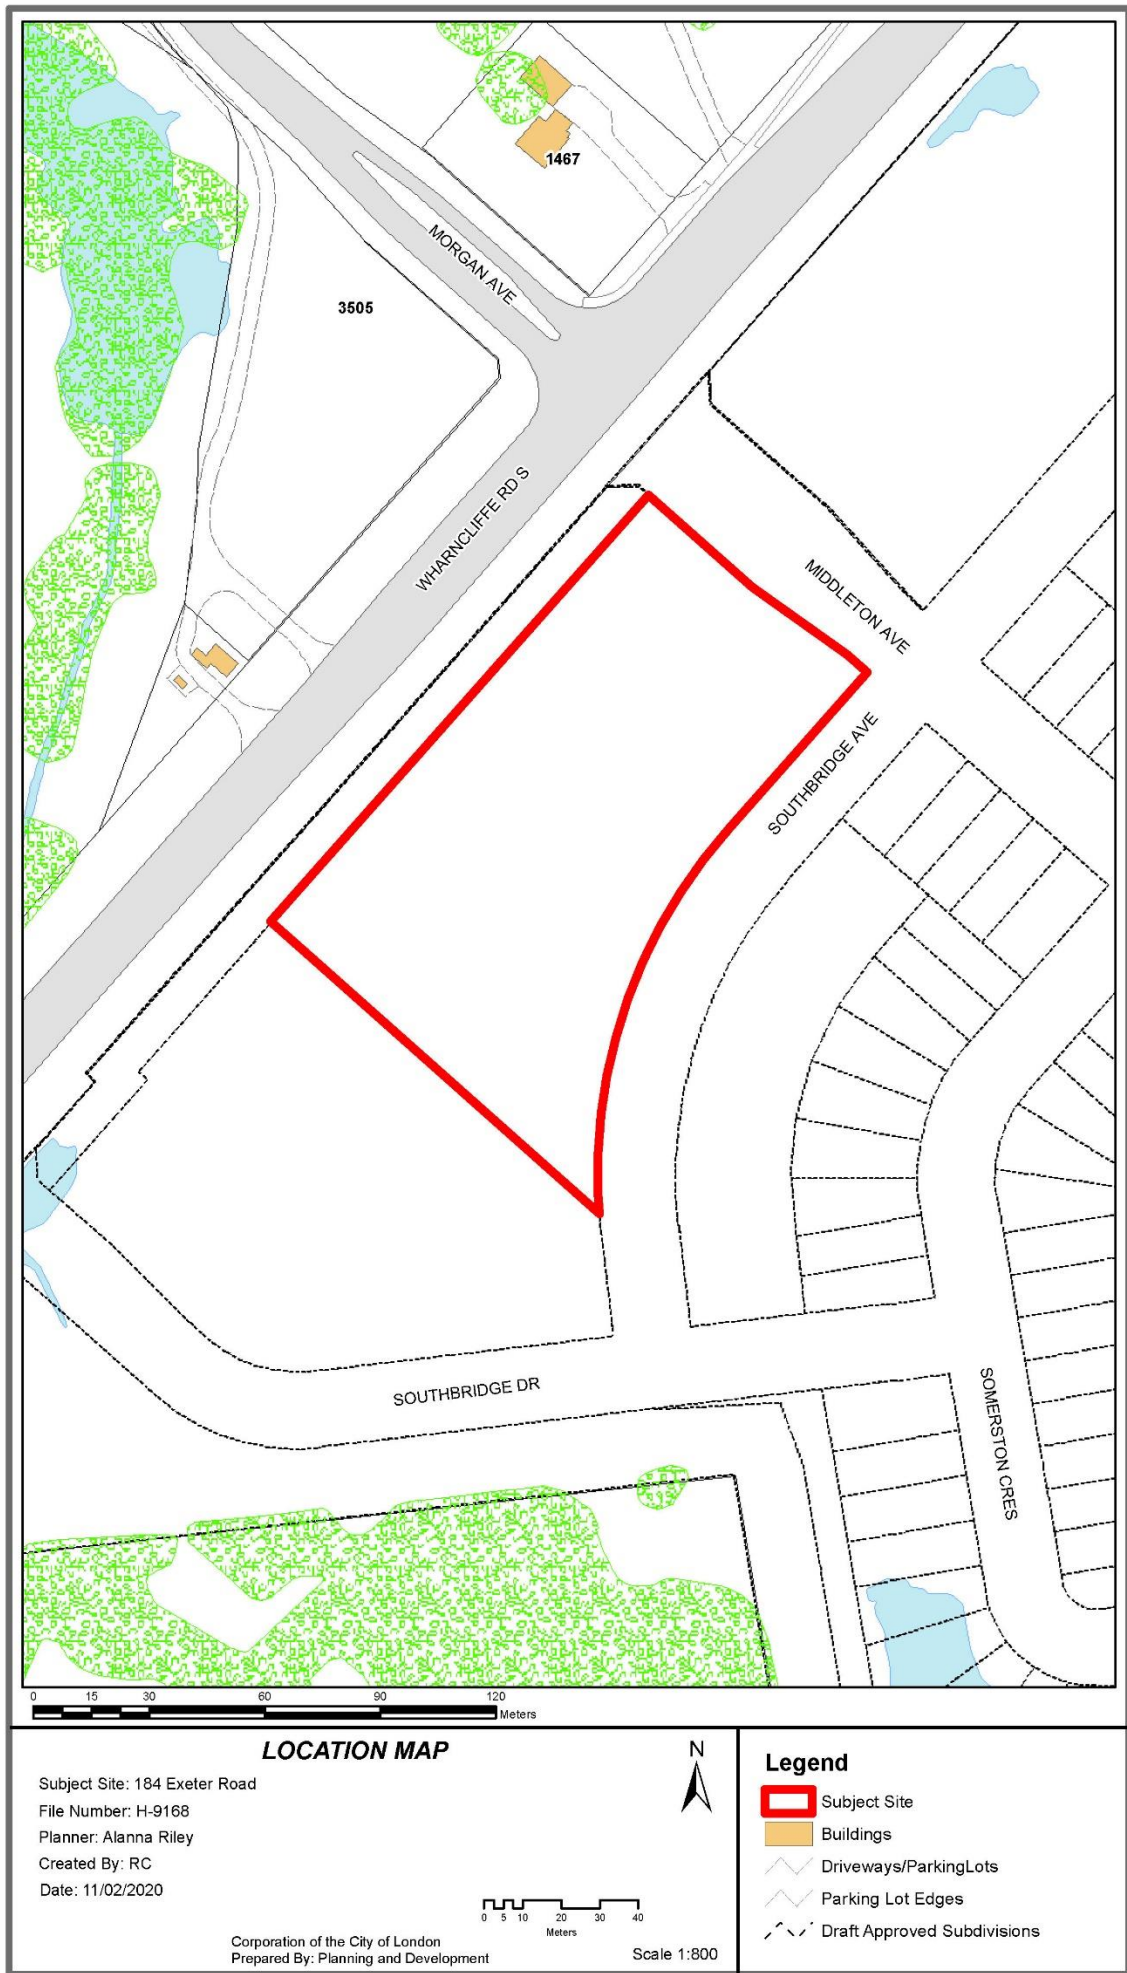 1467
MORGAN AVE
3505
WHARNCLIFFE RD S
MIDDLETON AVE
SOUTHBRIDGE AVE
SOUTHBRIDGE DR
SOMERSTON CRES
0 15 30 60 90 120
Meters
LOCATION MAP
Subject Site: 184 Exeter Road
File Number: H-9168
Planner: Alanna Riley
Created By: RC
Date: 11/02/2020
N
0 5 10 20 30 40
Meters
Corporation of the City of London
Prepared By: Planning and Development
Scale 1:800
Legend
Subject Site
Buildings
Driveways/ParkingLots
Parking Lot Edges
Draft Approved Subdivisions